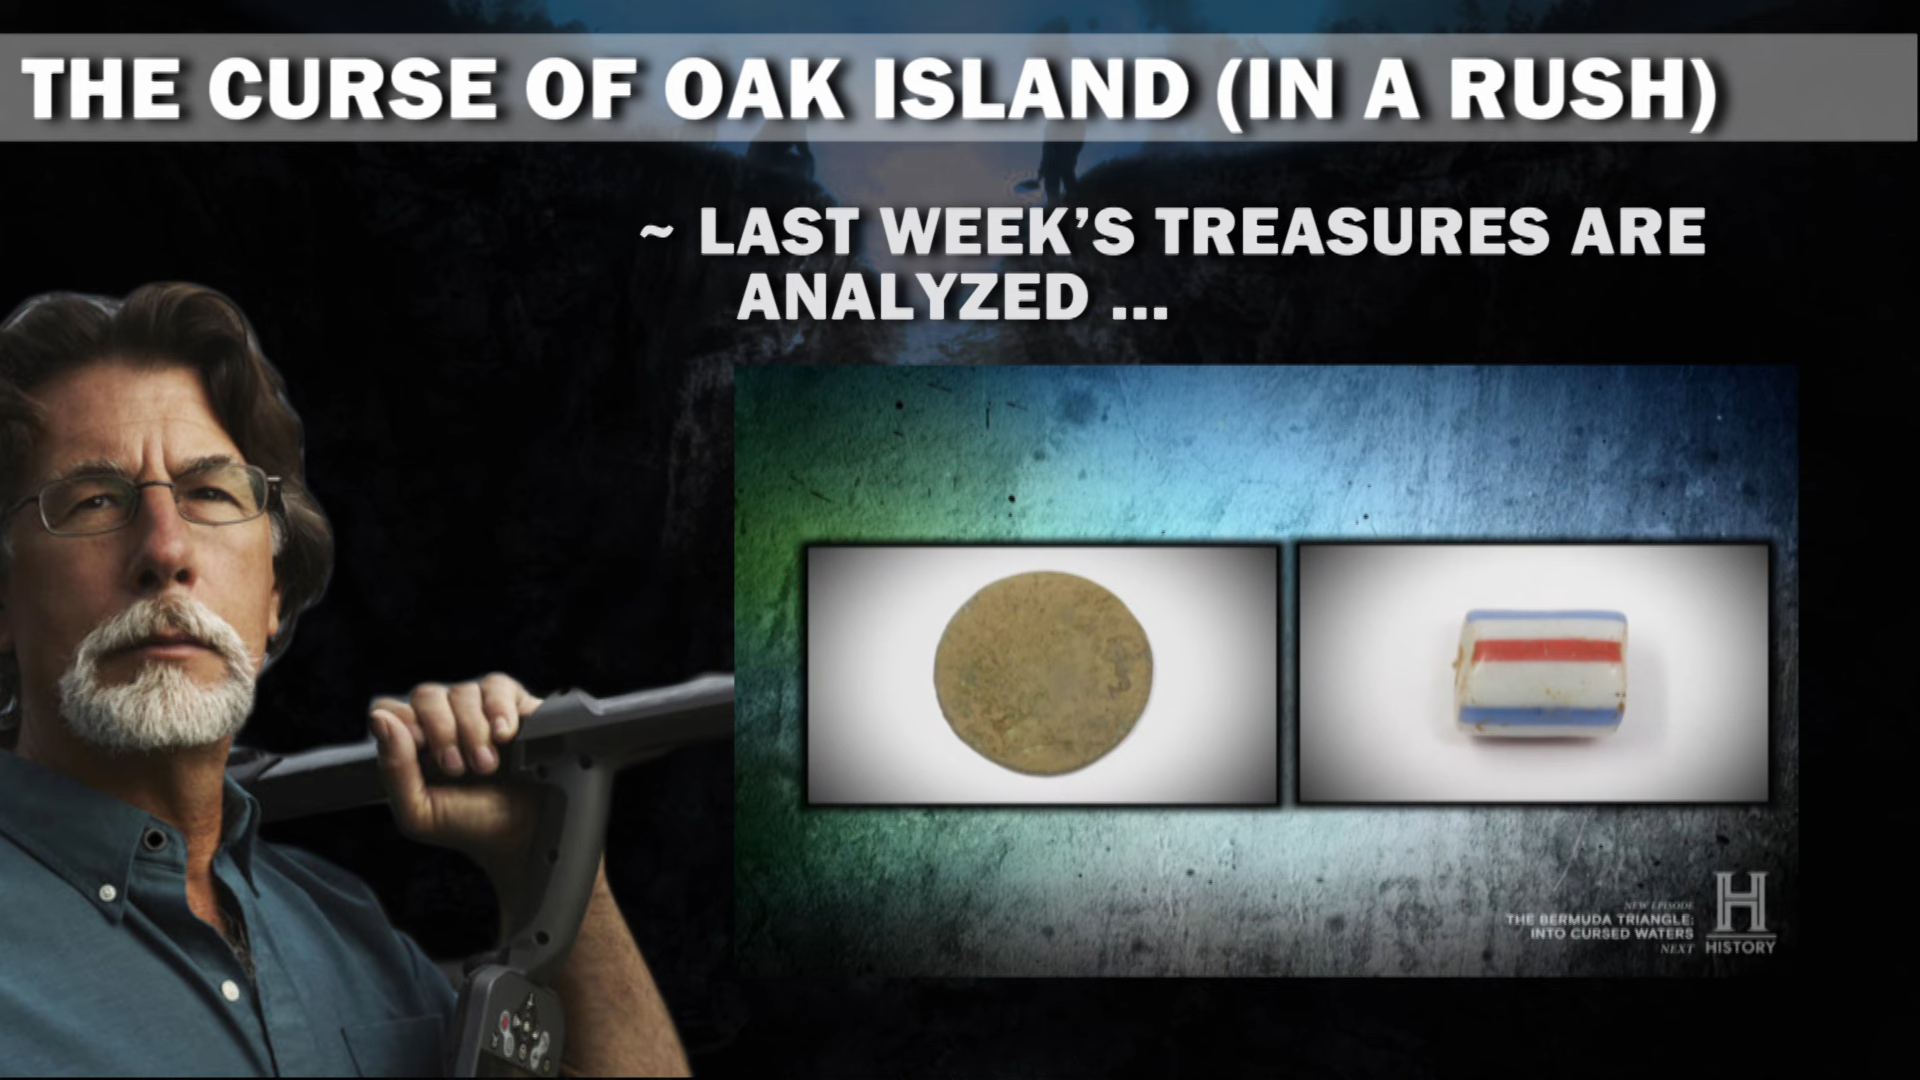 THE CURSE OF OAK ISLAND (IN A RUSH)
~ LAST WEEK’S TREASURES ARE
ANALYZED ...
NEW EPISODE
THE BERMUDA TRIANGLE:
INTO CURSED WATERS
NEXT
H
HISTORY